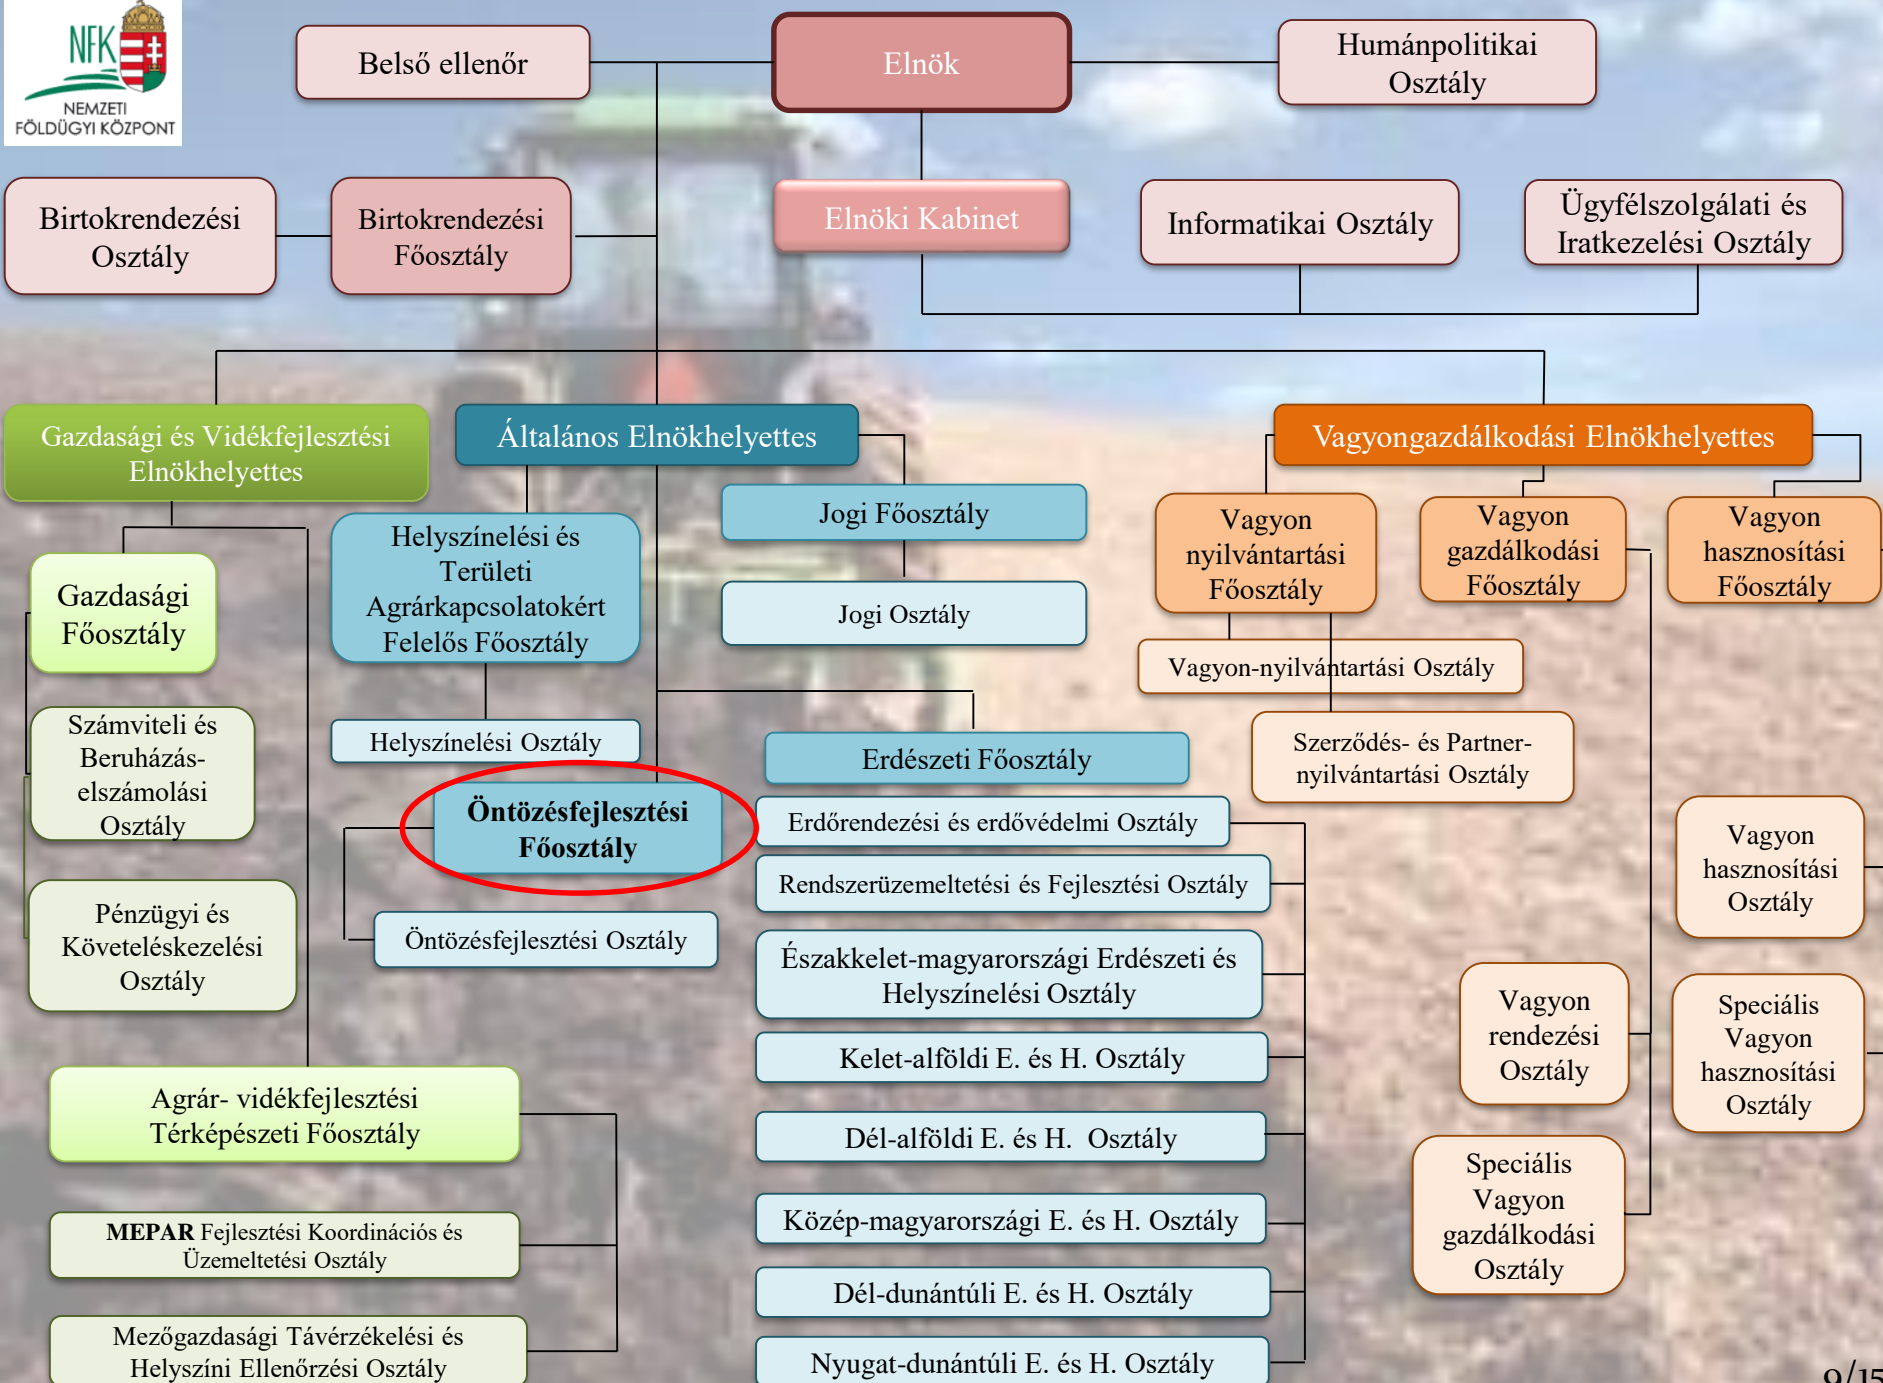 NFK
NEMZETI
FÖLDÜGYI KÖZPONT
Belső ellenőr
Elnök
Humánpolitikai
Osztály
Birtokrendezési
Osztály
Birtokrendezési
Főosztály
Elnöki Kabinet
Informatikai Osztály
Ügyfélszolgálati és
Iratkezelési Osztály
Gazdasági és Vidékfejlesztési
Elnökhelyettes
Általános Elnökhelyettes
Vagyongazdálkodási Elnökhelyettes
Gazdasági
Főosztály
Számviteli és
Beruházás-
elszámolási
Osztály
Pénzügyi és
Követeléskezelési
Osztály
Agrár- vidékfejlesztési
Térképészeti Főosztály
MEPAR Fejlesztési Koordinációs és
Üzemeltetési Osztály
Mezőgazdasági Távérzékelési és
Helyszíni Ellenőrzési Osztály
Helyszínelési és
Területi
Agrárkapcsolatokért
Felelős Főosztály
Helyszínelési Osztály
Öntözésfejlesztési
Főosztály
Öntözésfejlesztési Osztály
Jogi Főosztály
Jogi Osztály
Erdészeti Főosztály
Erdőrendezési és erdővédelmi Osztály
Rendszerüzemeltetési és Fejlesztési Osztály
Északkelet-magyarországi Erdészeti és
Helyszínelési Osztály
Kelet-alföldi E. és H. Osztály
Dél-alföldi E. és H. Osztály
Közép-magyarországi E. és H. Osztály
Dél-dunántúli E. és H. Osztály
Nyugat-dunántúli E. és H. Osztály
Vagyon
nyilvántartási
Főosztály
Vagyon-nyilvántartási Osztály
Szerződés- és Partner-
nyilvántartási Osztály
Vagyon
gazdálkodási
Főosztály
Vagyon
rendezési
Osztály
Speciális
Vagyon
gazdálkodási
Osztály
Vagyon
hasznosítási
Főosztály
Vagyon
hasznosítási
Osztály
Speciális
Vagyon
hasznosítási
Osztály
9/15